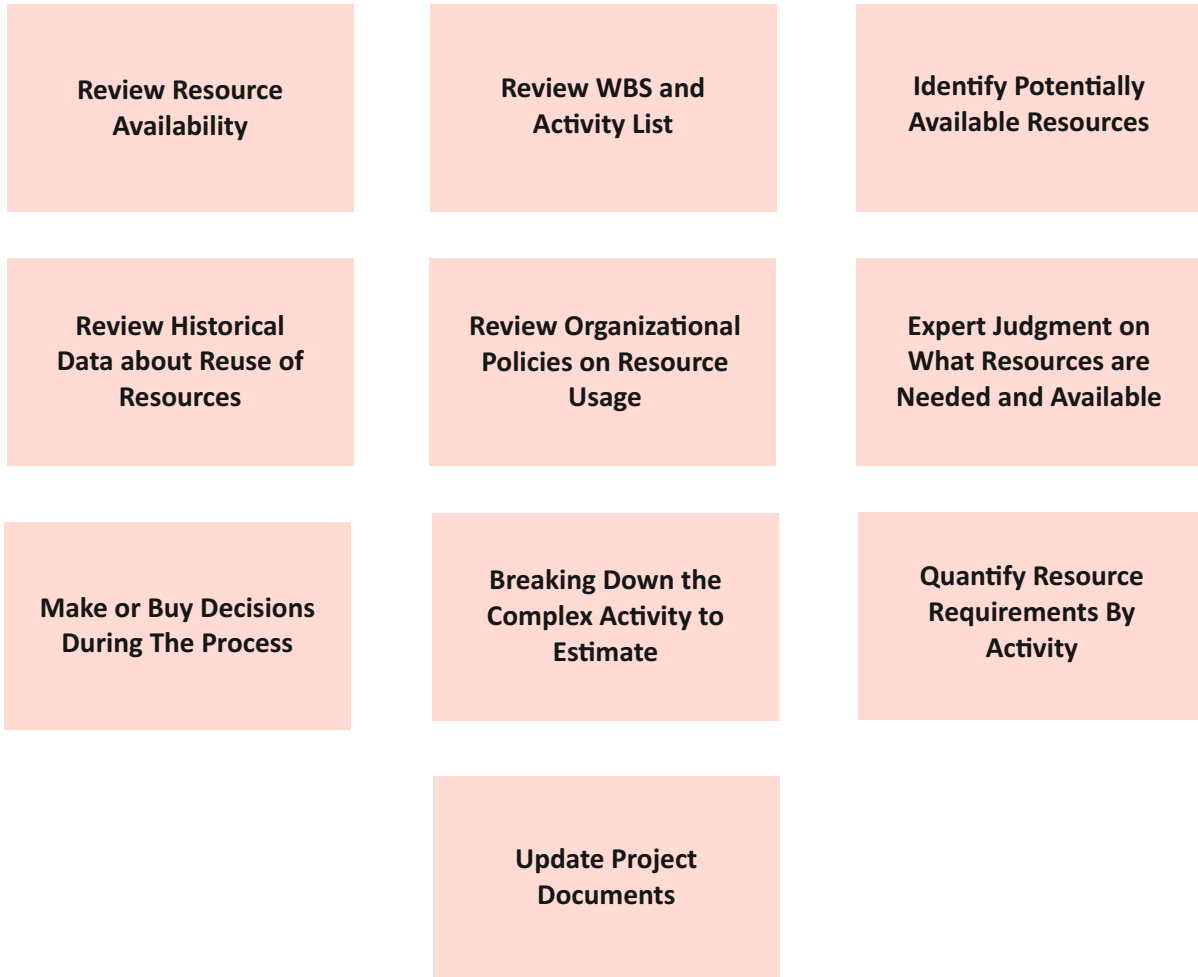 Review Resource
Availability
Review WBS and
Activity List
Identify Potentially
Available Resources
Review Historical
Data about Reuse of
Resources
Review Organizational
Policies on Resource
Usage
Expert Judgment on
What Resources are
Needed and Available
Make or Buy Decisions
During The Process
Breaking Down the
Complex Activity to
Estimate
Quantify Resource
Requirements By
Activity
Update Project
Documents